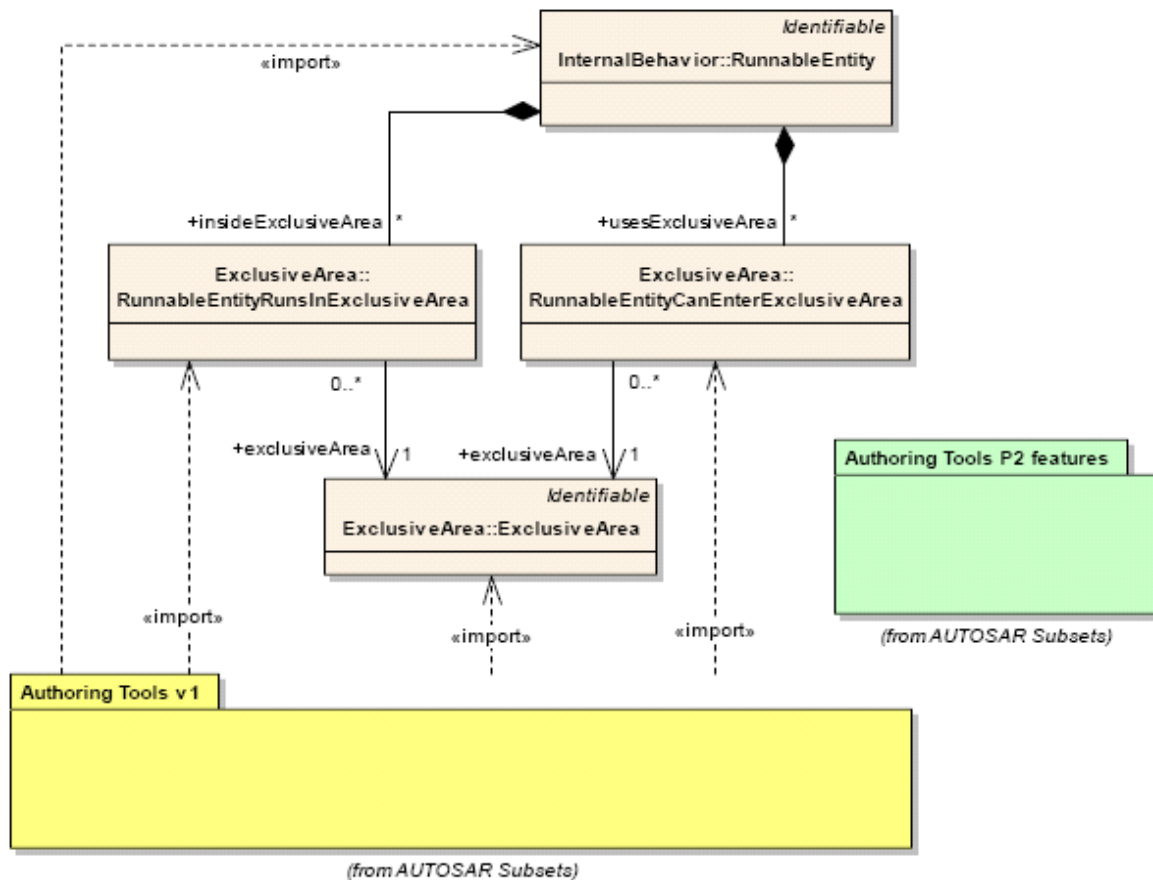 Identifiable
InternalBehavior::RunnableEntity
«import»
+insideExclusiveArea *
+usesExclusiveArea *
ExclusiveArea::
RunnableEntityRunsInExclusiveArea
ExclusiveArea::
RunnableEntityCanEnterExclusiveArea
0..*
0..*
+exclusiveArea 1
+exclusiveArea 1
Identifiable
ExclusiveArea::ExclusiveArea
Authoring Tools P2 features
(from AUTOSAR Subsets)
«import»
«import»
«import»
Authoring Tools v1
(from AUTOSAR Subsets)